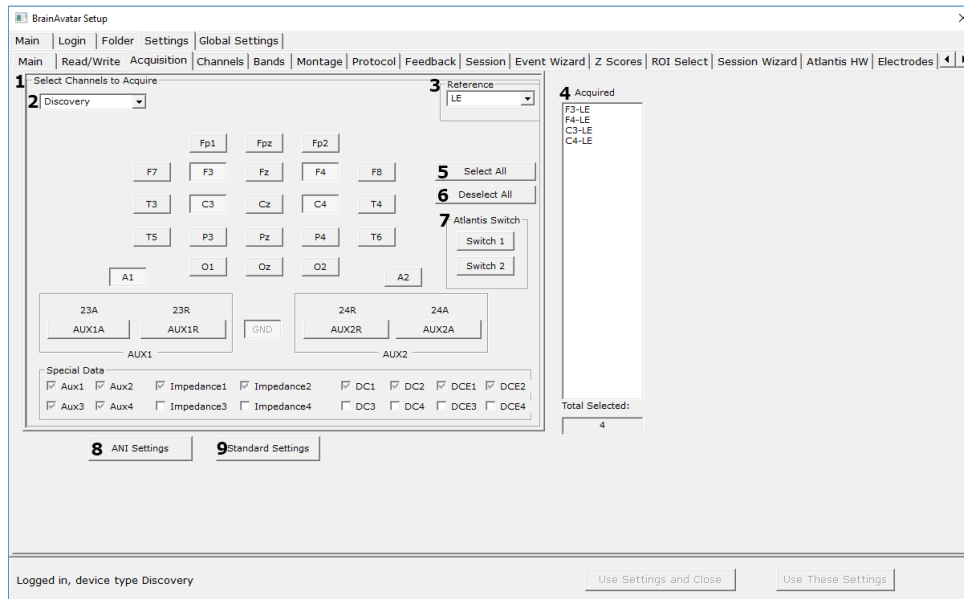 BrainAvatar Setup
Main Login Folder Settings Global Settings
Main Read/Write Acquisition Channels Bands Montage Protocol Feedback Session Event Wizard Z Scores ROI Select Session Wizard Atlantis HW Electrodes
1 Select Channels to Acquire
2 Discovery
3 Reference
LE
4 Acquired
F3-LE
F4-LE
C3-LE
C4-LE
Fp1 Fpz Fp2
F7 F3 Fz F4 F8
5 Select All
6 Deselect All
T3 C3 Cz C4 T4
7 Atlantis Switch
T5 P3 Pz P4 T6
Switch 1
A1 O1 Oz O2 A2
Switch 2
23A 23R 24R 24A
AUX1A AUX1R GND AUX2R AUX2A
AUX1 AUX2
Special Data
Aux1 Aux2 Impedance1 Impedance2 DC1 DC2 DCE1 DCE2
Aux3 Aux4 Impedance3 Impedance4 DC3 DC4 DCE3 DCE4
Total Selected:
4
8 ANI Settings
9 Standard Settings
Logged in, device type Discovery
Use Settings and Close Use These Settings